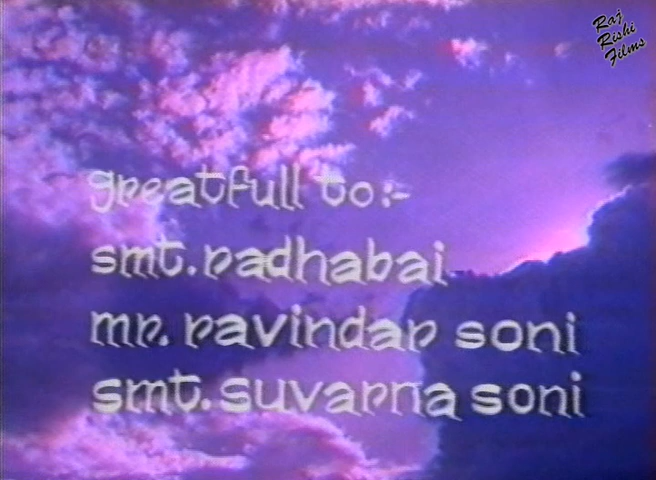 Raj
Rishi
Films
greatfull to:-
smt. radhabai
mr. ravindar soni
smt. suvarna soni